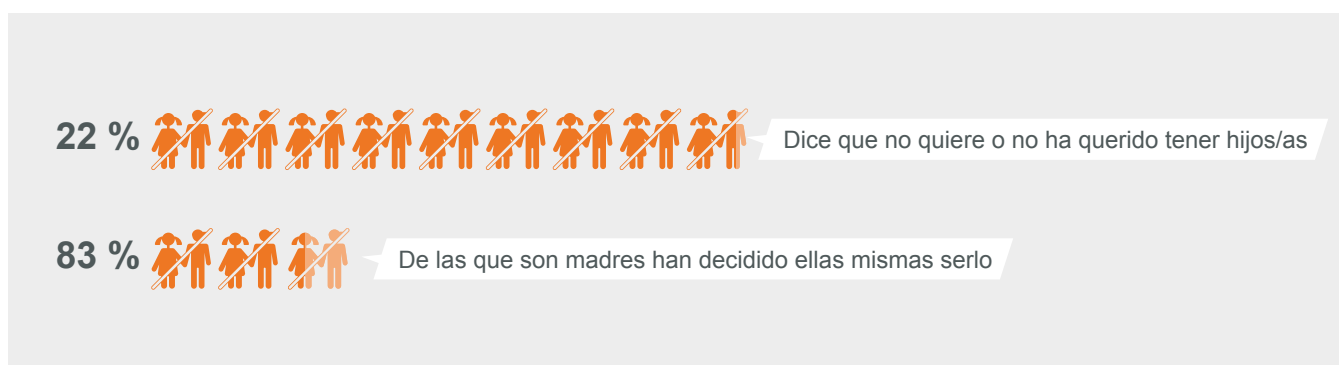 22 % Dice que no quiere o no ha querido tener hijos/as
83 % De las que son madres han decidido ellas mismas serlo